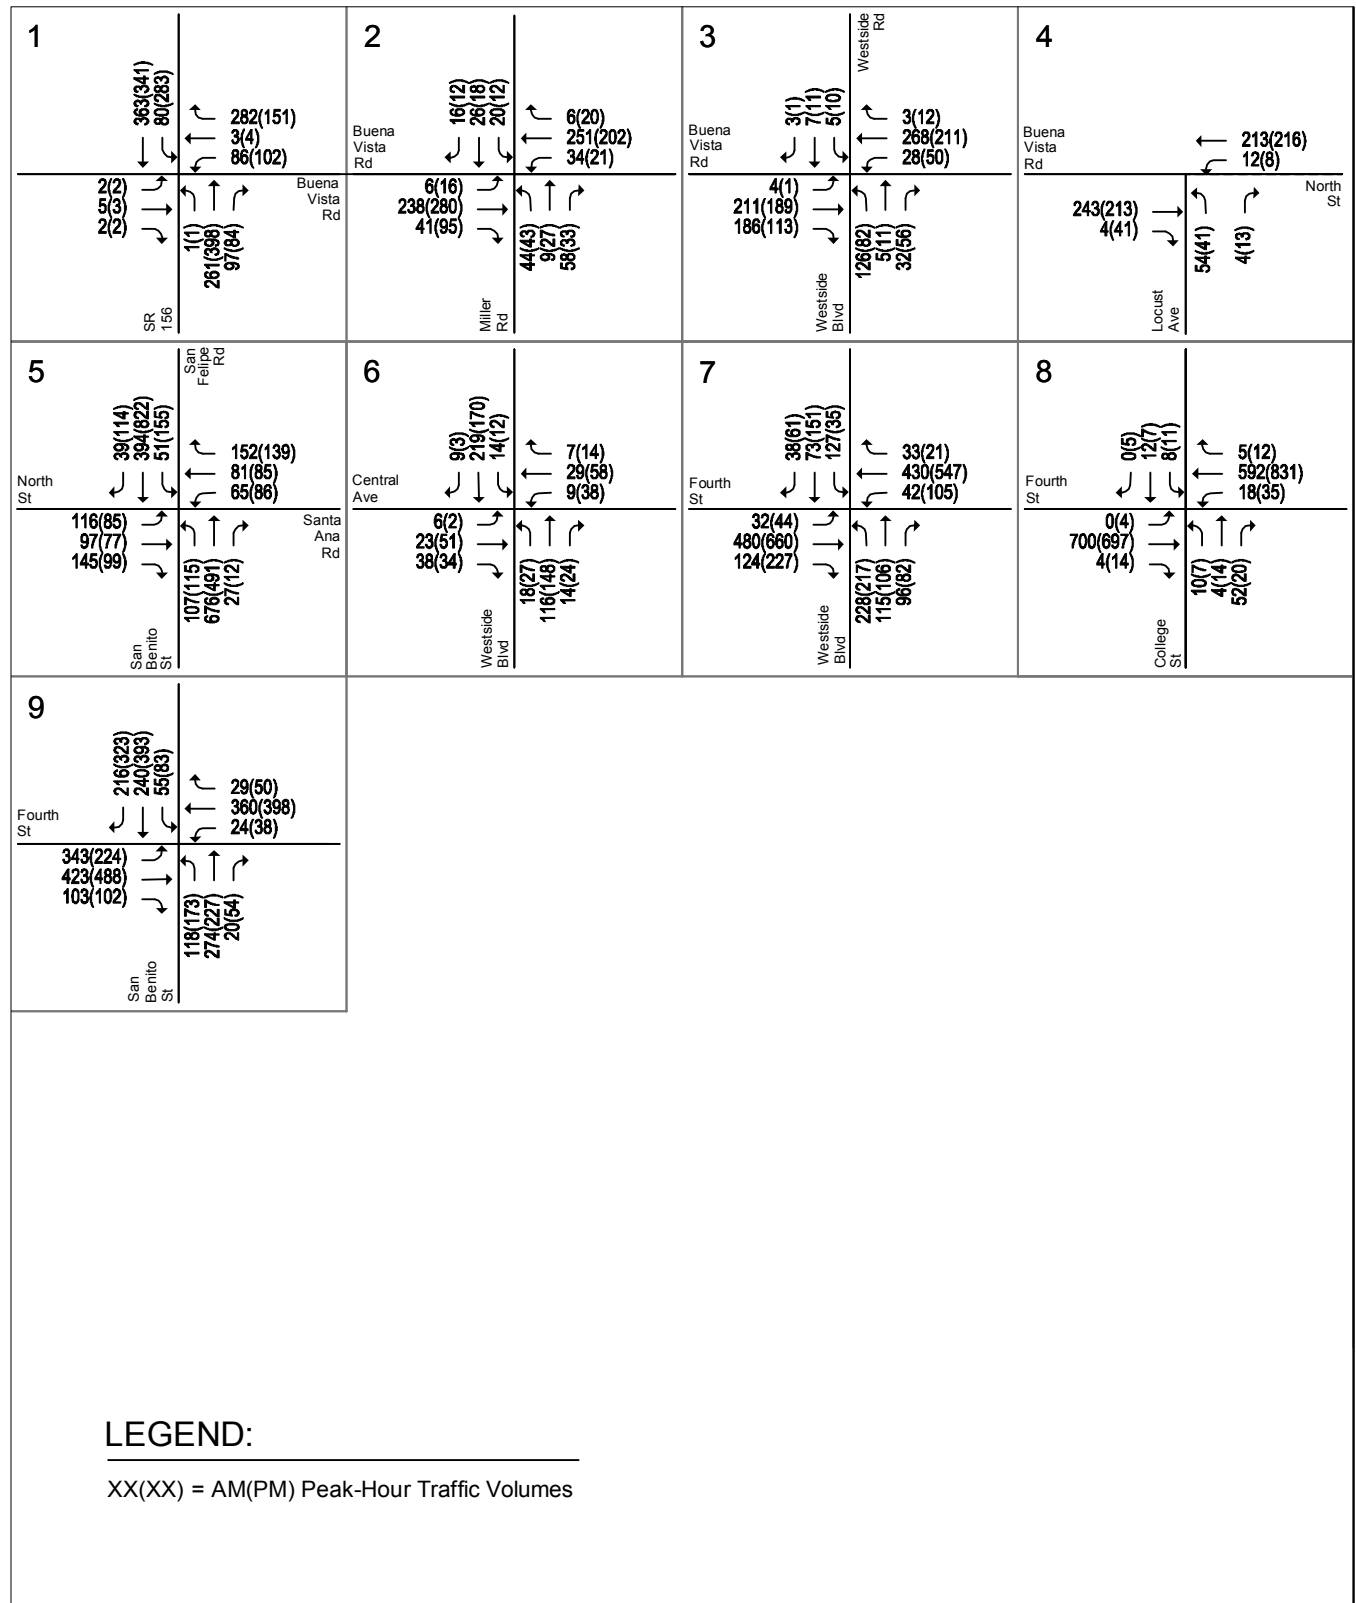 1
363(341)
80(283)
282(151)
3(4)
86(102)
2(2)
5(3)
2(2)
Buena
Vista
Rd
1(1)
261(398)
97(84)
SR
156
2
16(12)
26(18)
20(12)
6(20)
251(202)
34(21)
Buena
Vista
Rd
6(16)
238(280)
41(95)
44(43)
9(27)
58(33)
Miller
Rd
3
Westside
Rd
3(1)
7(11)
5(10)
3(12)
268(211)
28(50)
Buena
Vista
Rd
4(1)
211(189)
186(113)
126(82)
5(11)
32(56)
Westside
Blvd
4
Buena
Vista
Rd
213(216)
12(8)
North
St
243(213)
4(41)
54(41)
4(13)
Locust
Ave
5
San
Felipe
Rd
39(114)
394(822)
51(155)
152(139)
81(85)
65(86)
North
St
116(85)
97(77)
145(99)
Santa
Ana
Rd
107(115)
676(491)
27(12)
San
Benito
St
6
9(3)
219(170)
14(12)
7(14)
29(58)
9(38)
Central
Ave
6(2)
23(51)
38(34)
18(27)
116(148)
14(24)
Westside
Blvd
7
38(61)
73(151)
127(35)
33(21)
430(547)
42(105)
Fourth
St
32(44)
480(660)
124(227)
228(217)
115(106)
96(82)
Westside
Blvd
8
0(5)
12(7)
8(11)
5(12)
592(831)
18(35)
Fourth
St
0(4)
700(697)
4(14)
10(7)
4(14)
52(20)
College
St
9
216(323)
240(393)
55(83)
29(50)
360(398)
24(38)
Fourth
St
343(224)
423(488)
103(102)
118(173)
274(227)
20(54)
San
Benito
St
LEGEND:
XX(XX) = AM(PM) Peak-Hour Traffic Volumes